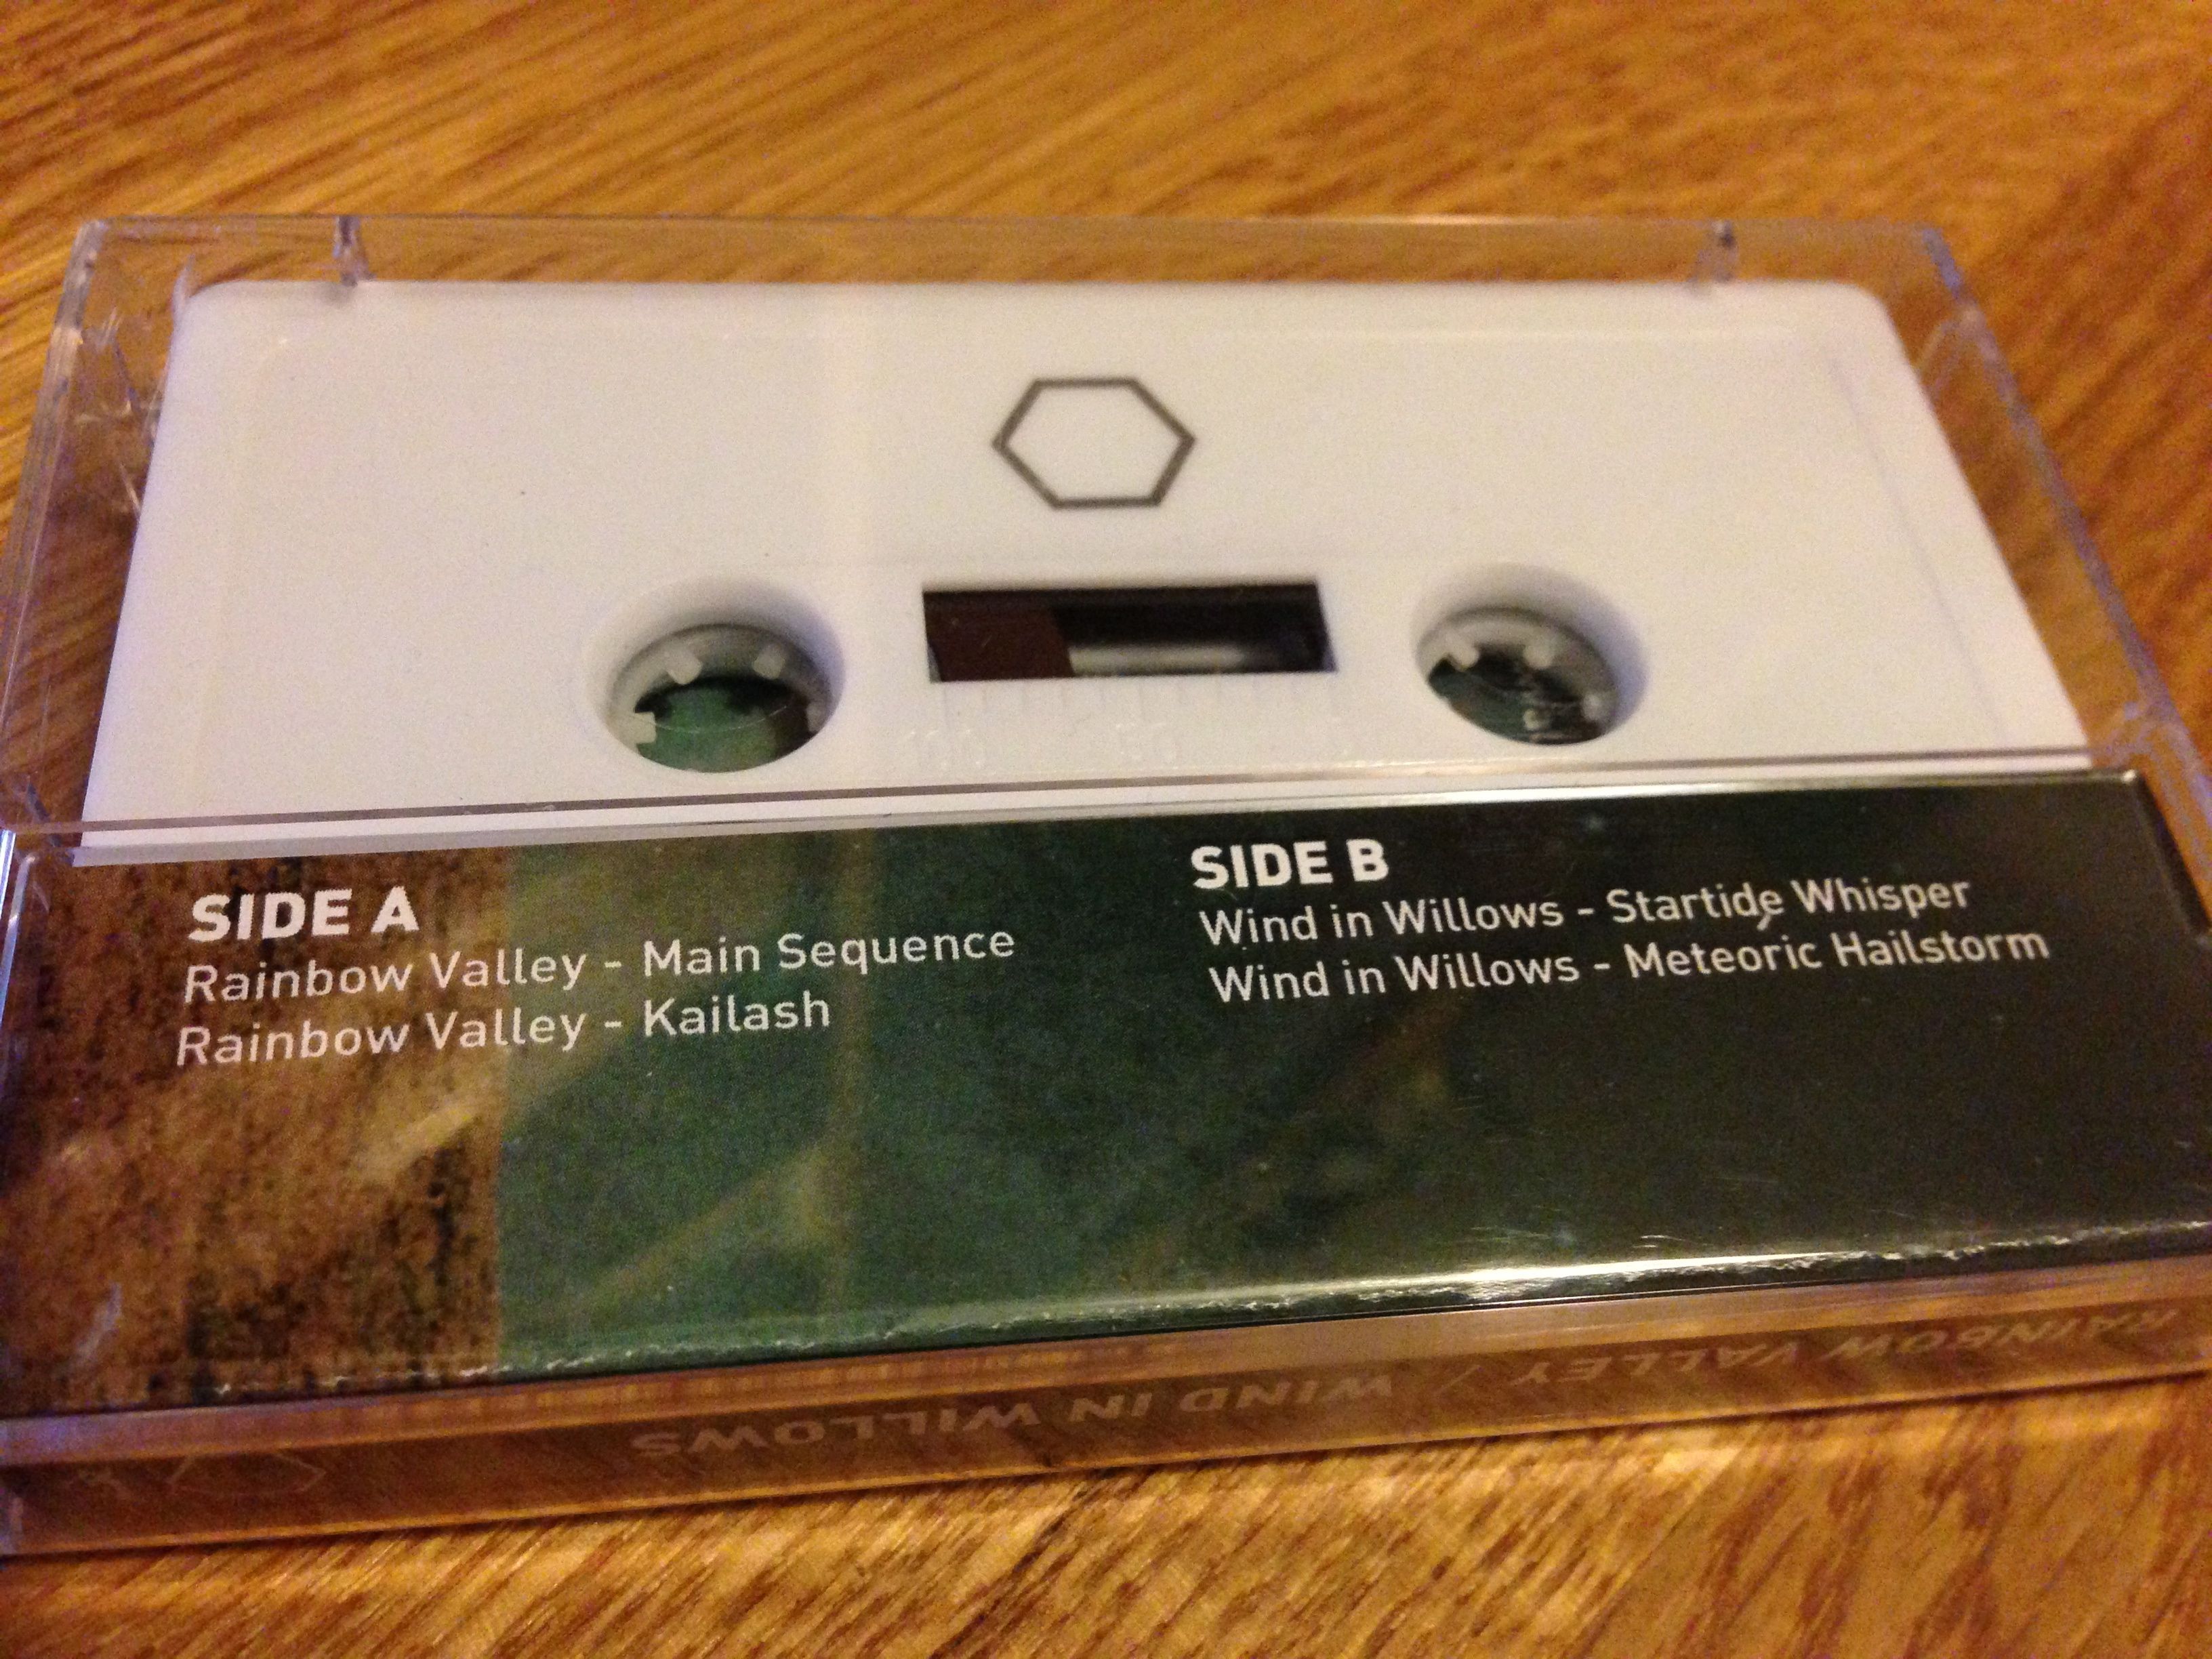 SIDE A
Rainbow Valley - Main Sequence
Rainbow Valley - Kailash
SIDE B
Wind in Willows - Startide Whisper
Wind in Willows - Meteoric Hailstorm
RAINBOW VALLEY / WIND IN WILLOWS